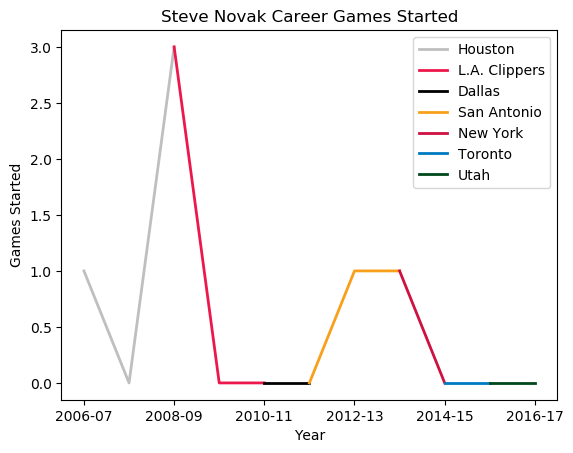 Steve Novak Career Games Started
Houston
L.A. Clippers
Dallas
San Antonio
New York
Toronto
Utah
Games Started
3.0
2.5
2.0
1.5
1.0
0.5
0.0
2006-07 2008-09 2010-11 2012-13 2014-15 2016-17
Year